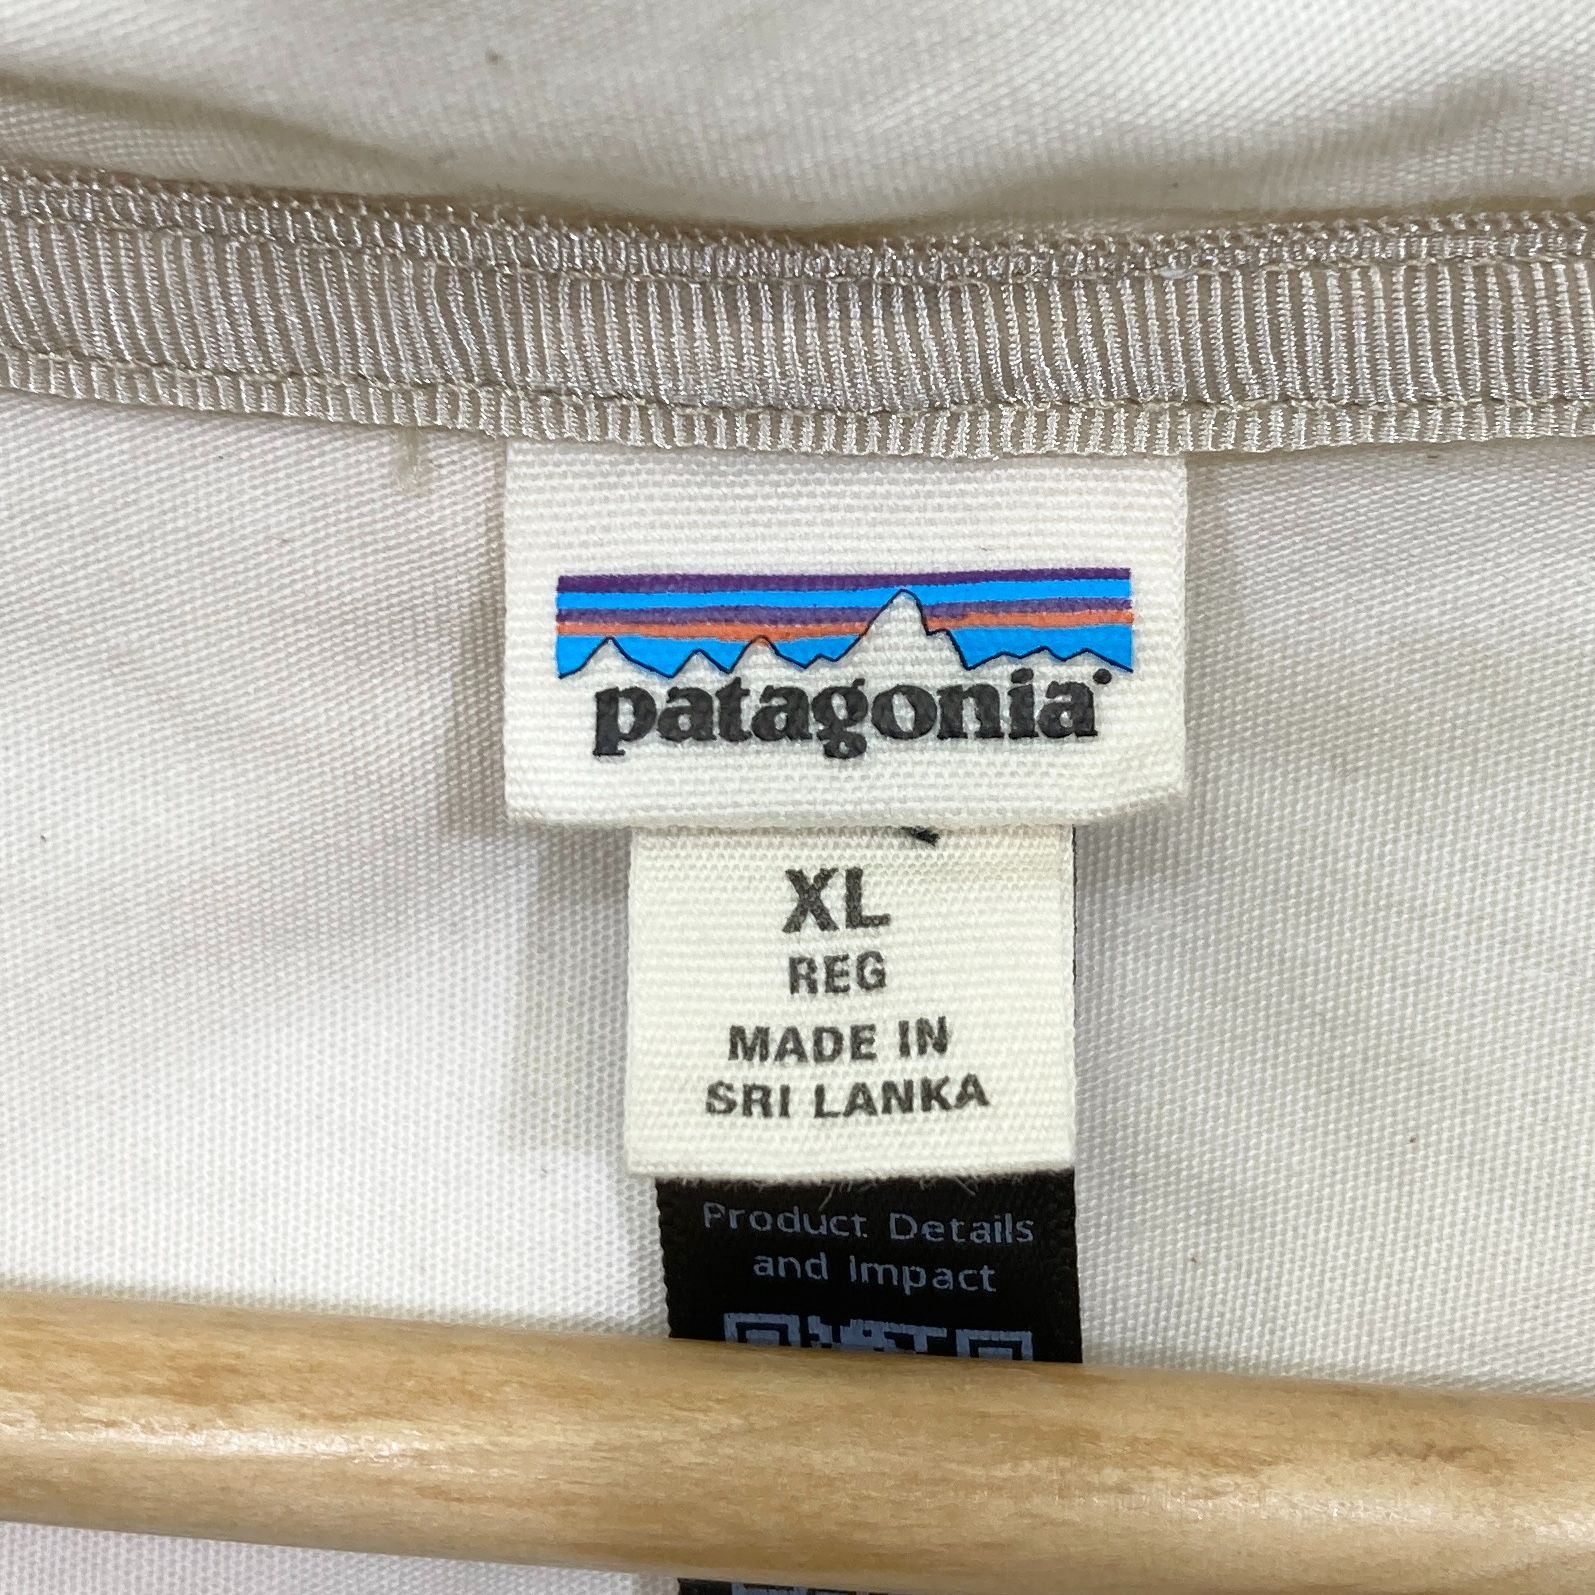 patagonia
XL
REG
MADE IN
SRI LANKA
Product Details
and Impact